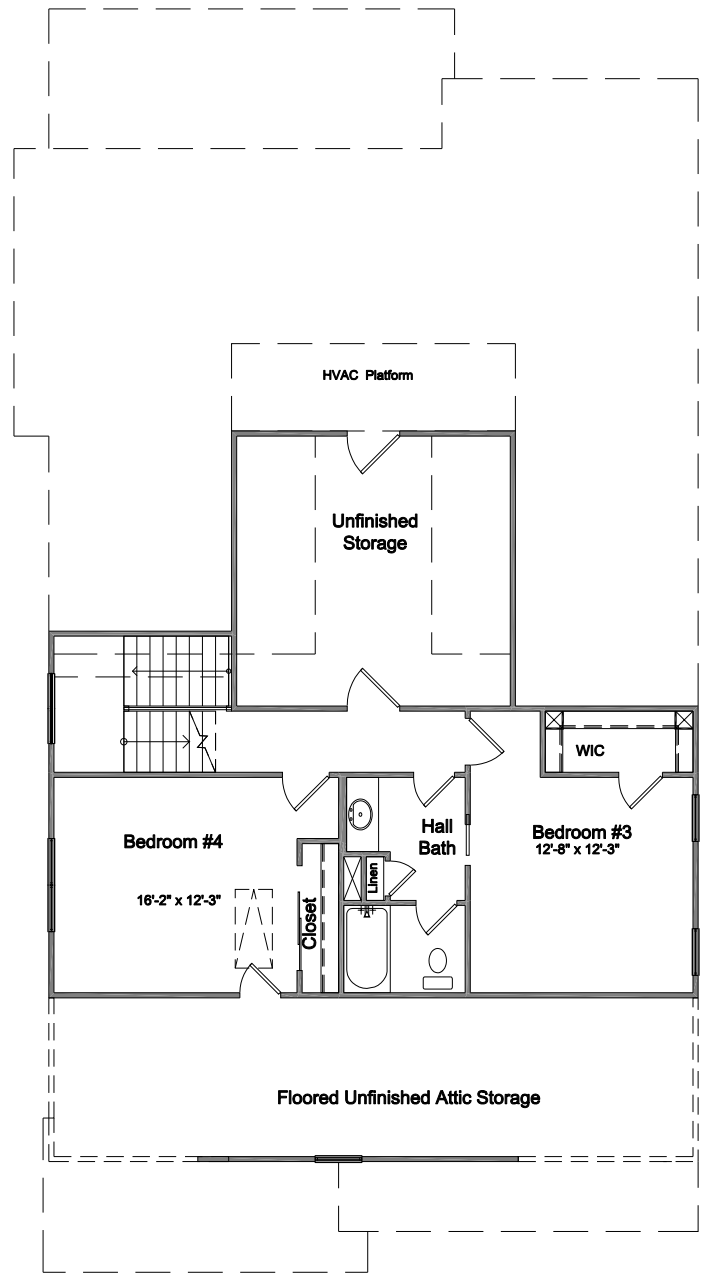 HVAC Platform
Unfinished
Storage
WIC
Bedroom #4
Hall
Bath
Bedroom #3
12'-8" x 12'-3"
16'-2" x 12'-3"
Linen
Closet
Floored Unfinished Attic Storage